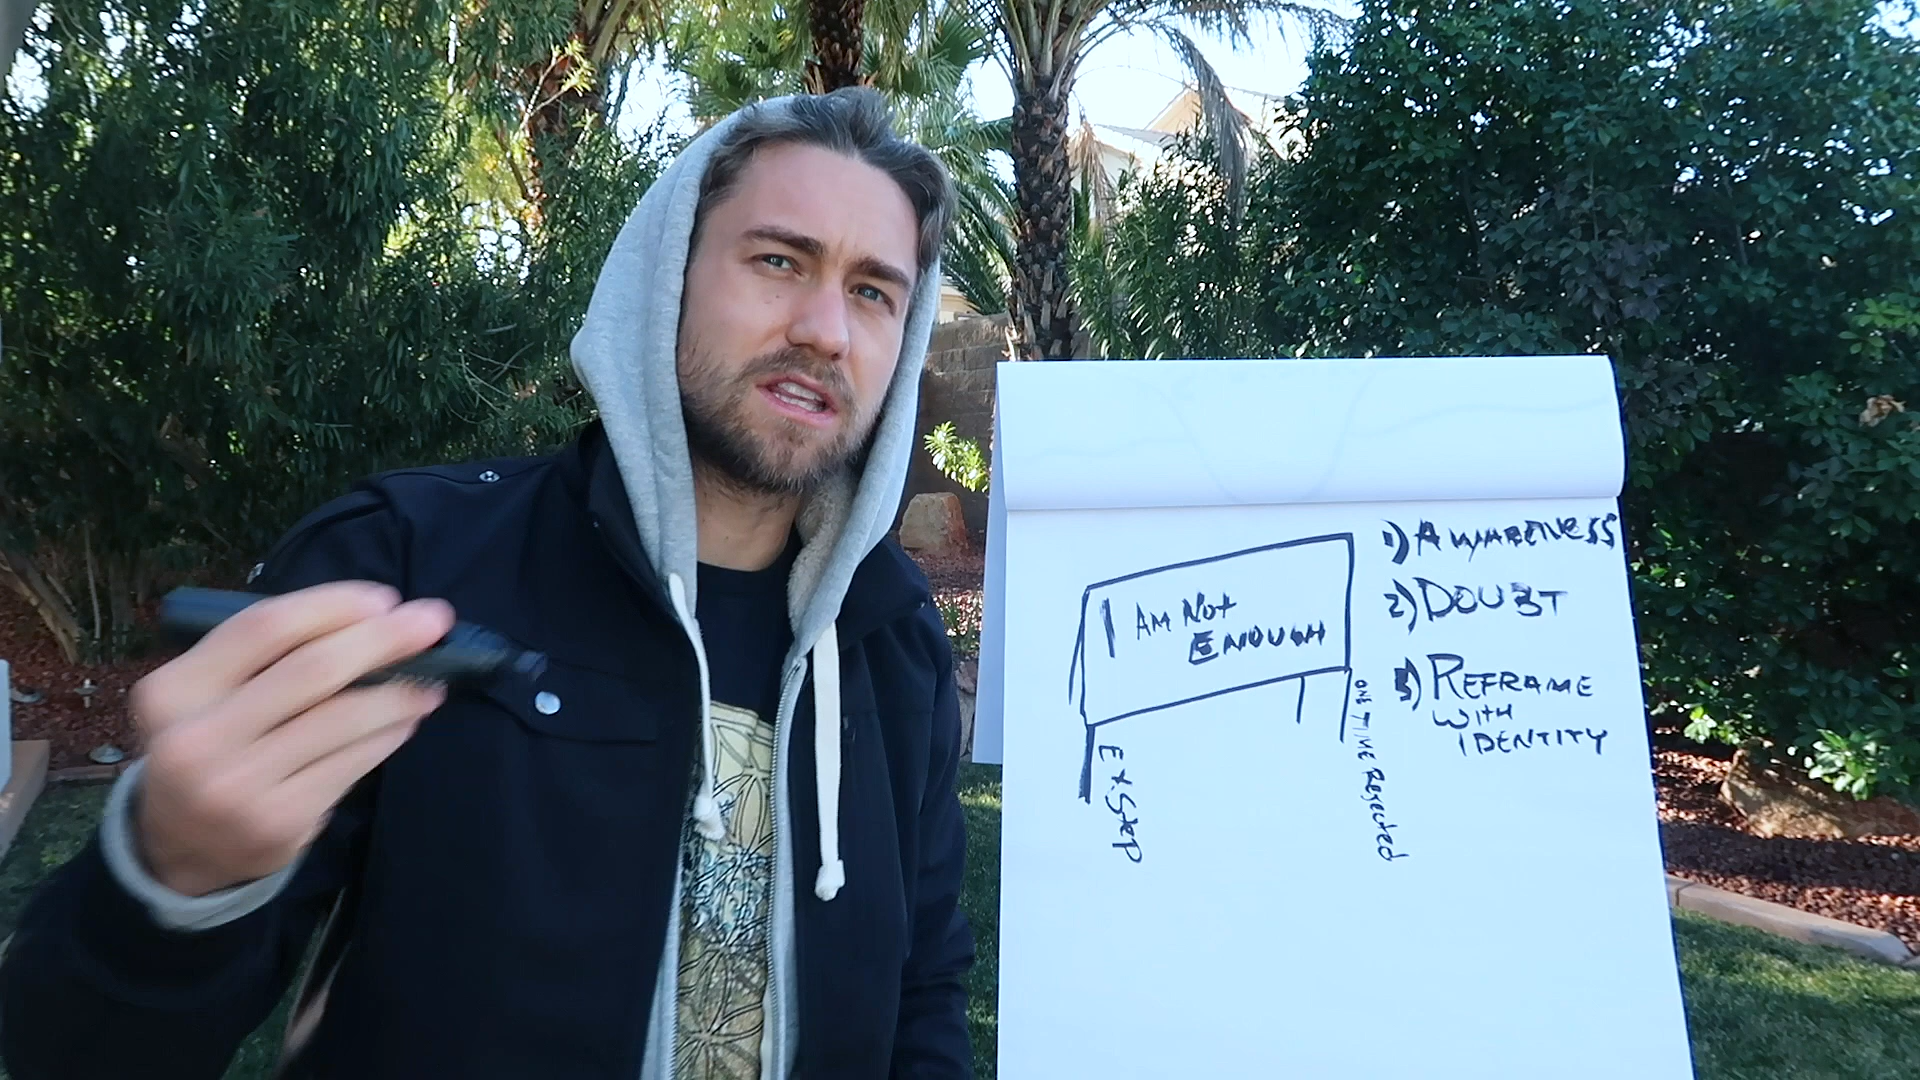 I AM Not
ENOUGH
Ex. Step
ONE TIME Rejected
1) AWARENESS
2) DOUBT
3) REFRAME
WITH
IDENTITY